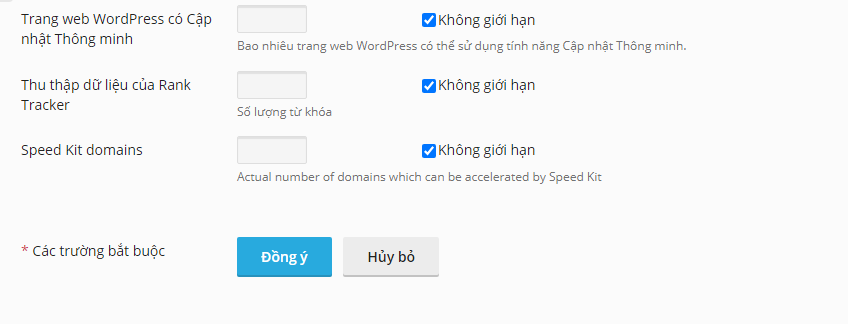 Trang web WordPress có Cập nhật Thông minh
Không giới hạn
Bao nhiêu trang web WordPress có thể sử dụng tính năng Cập nhật Thông minh.
Thu thập dữ liệu của Rank Tracker
Không giới hạn
Số lượng từ khóa
Speed Kit domains
Không giới hạn
Actual number of domains which can be accelerated by Speed Kit
* Các trường bắt buộc
Đồng ý
Hủy bỏ